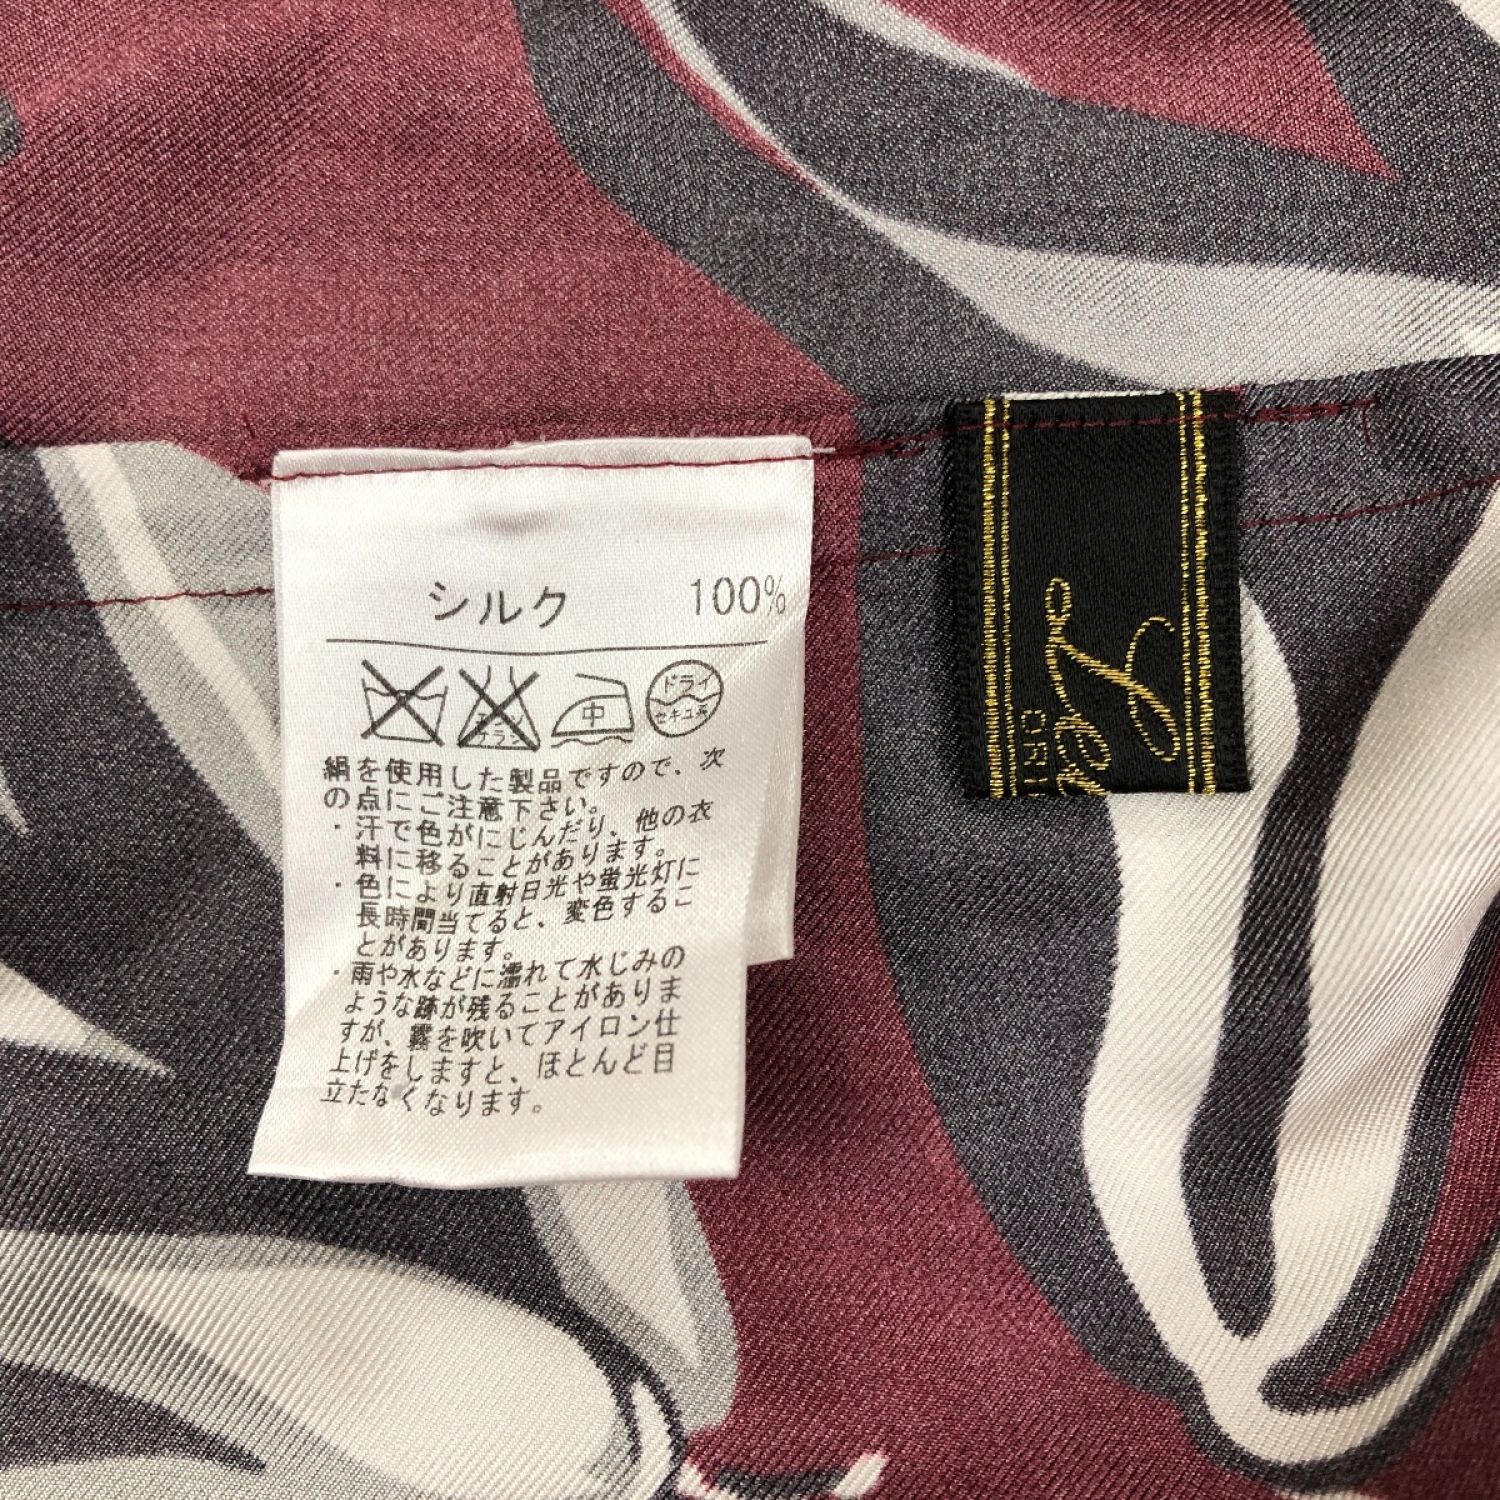 シルク 100%
エンソ
サラシ
中
ドライ
セキユ系
絹を使用した製品ですので、次
の点にご注意下さい。
・汗で色がにじんだり、他の衣
料に移ることがあります。
・色により直射日光や蛍光灯に
長時間当てると、変色するこ
とがあります。
・雨や水などに濡れて水じみの
ような跡が残ることがありま
すが、霧を吹いてアイロン仕
上げをしますと、ほとんど目
立たなくなります。
ORI